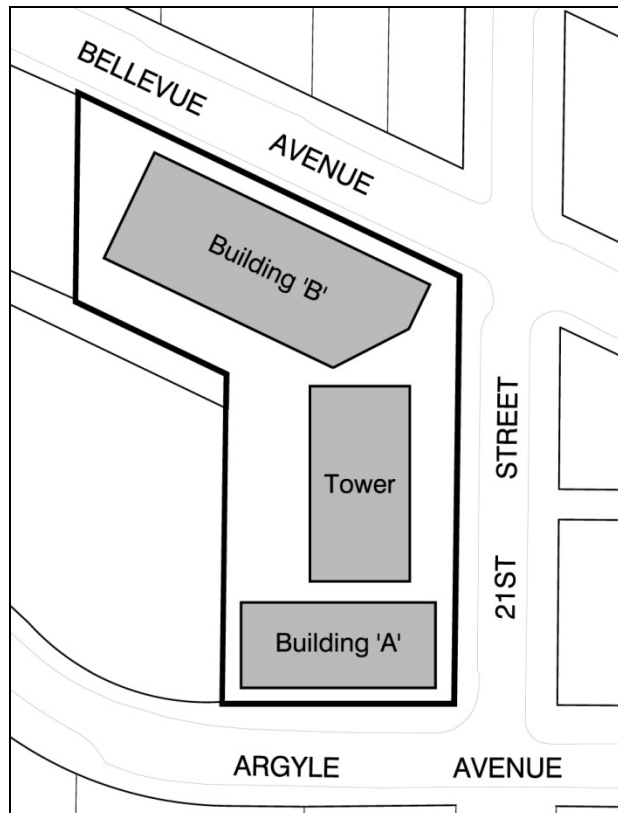 BELLEVUE AVENUE
Building 'B'
21ST STREET
Tower
Building 'A'
ARGYLE AVENUE